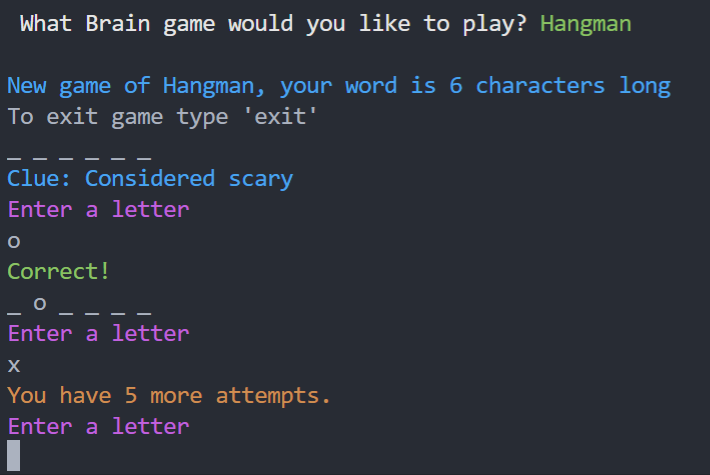 What Brain game would you like to play? Hangman
New game of Hangman, your word is 6 characters long
To exit game type 'exit'
_ _ _ _ _ _
Clue: Considered scary
Enter a letter
o
Correct!
_ o _ _ _ _
Enter a letter
x
You have 5 more attempts.
Enter a letter